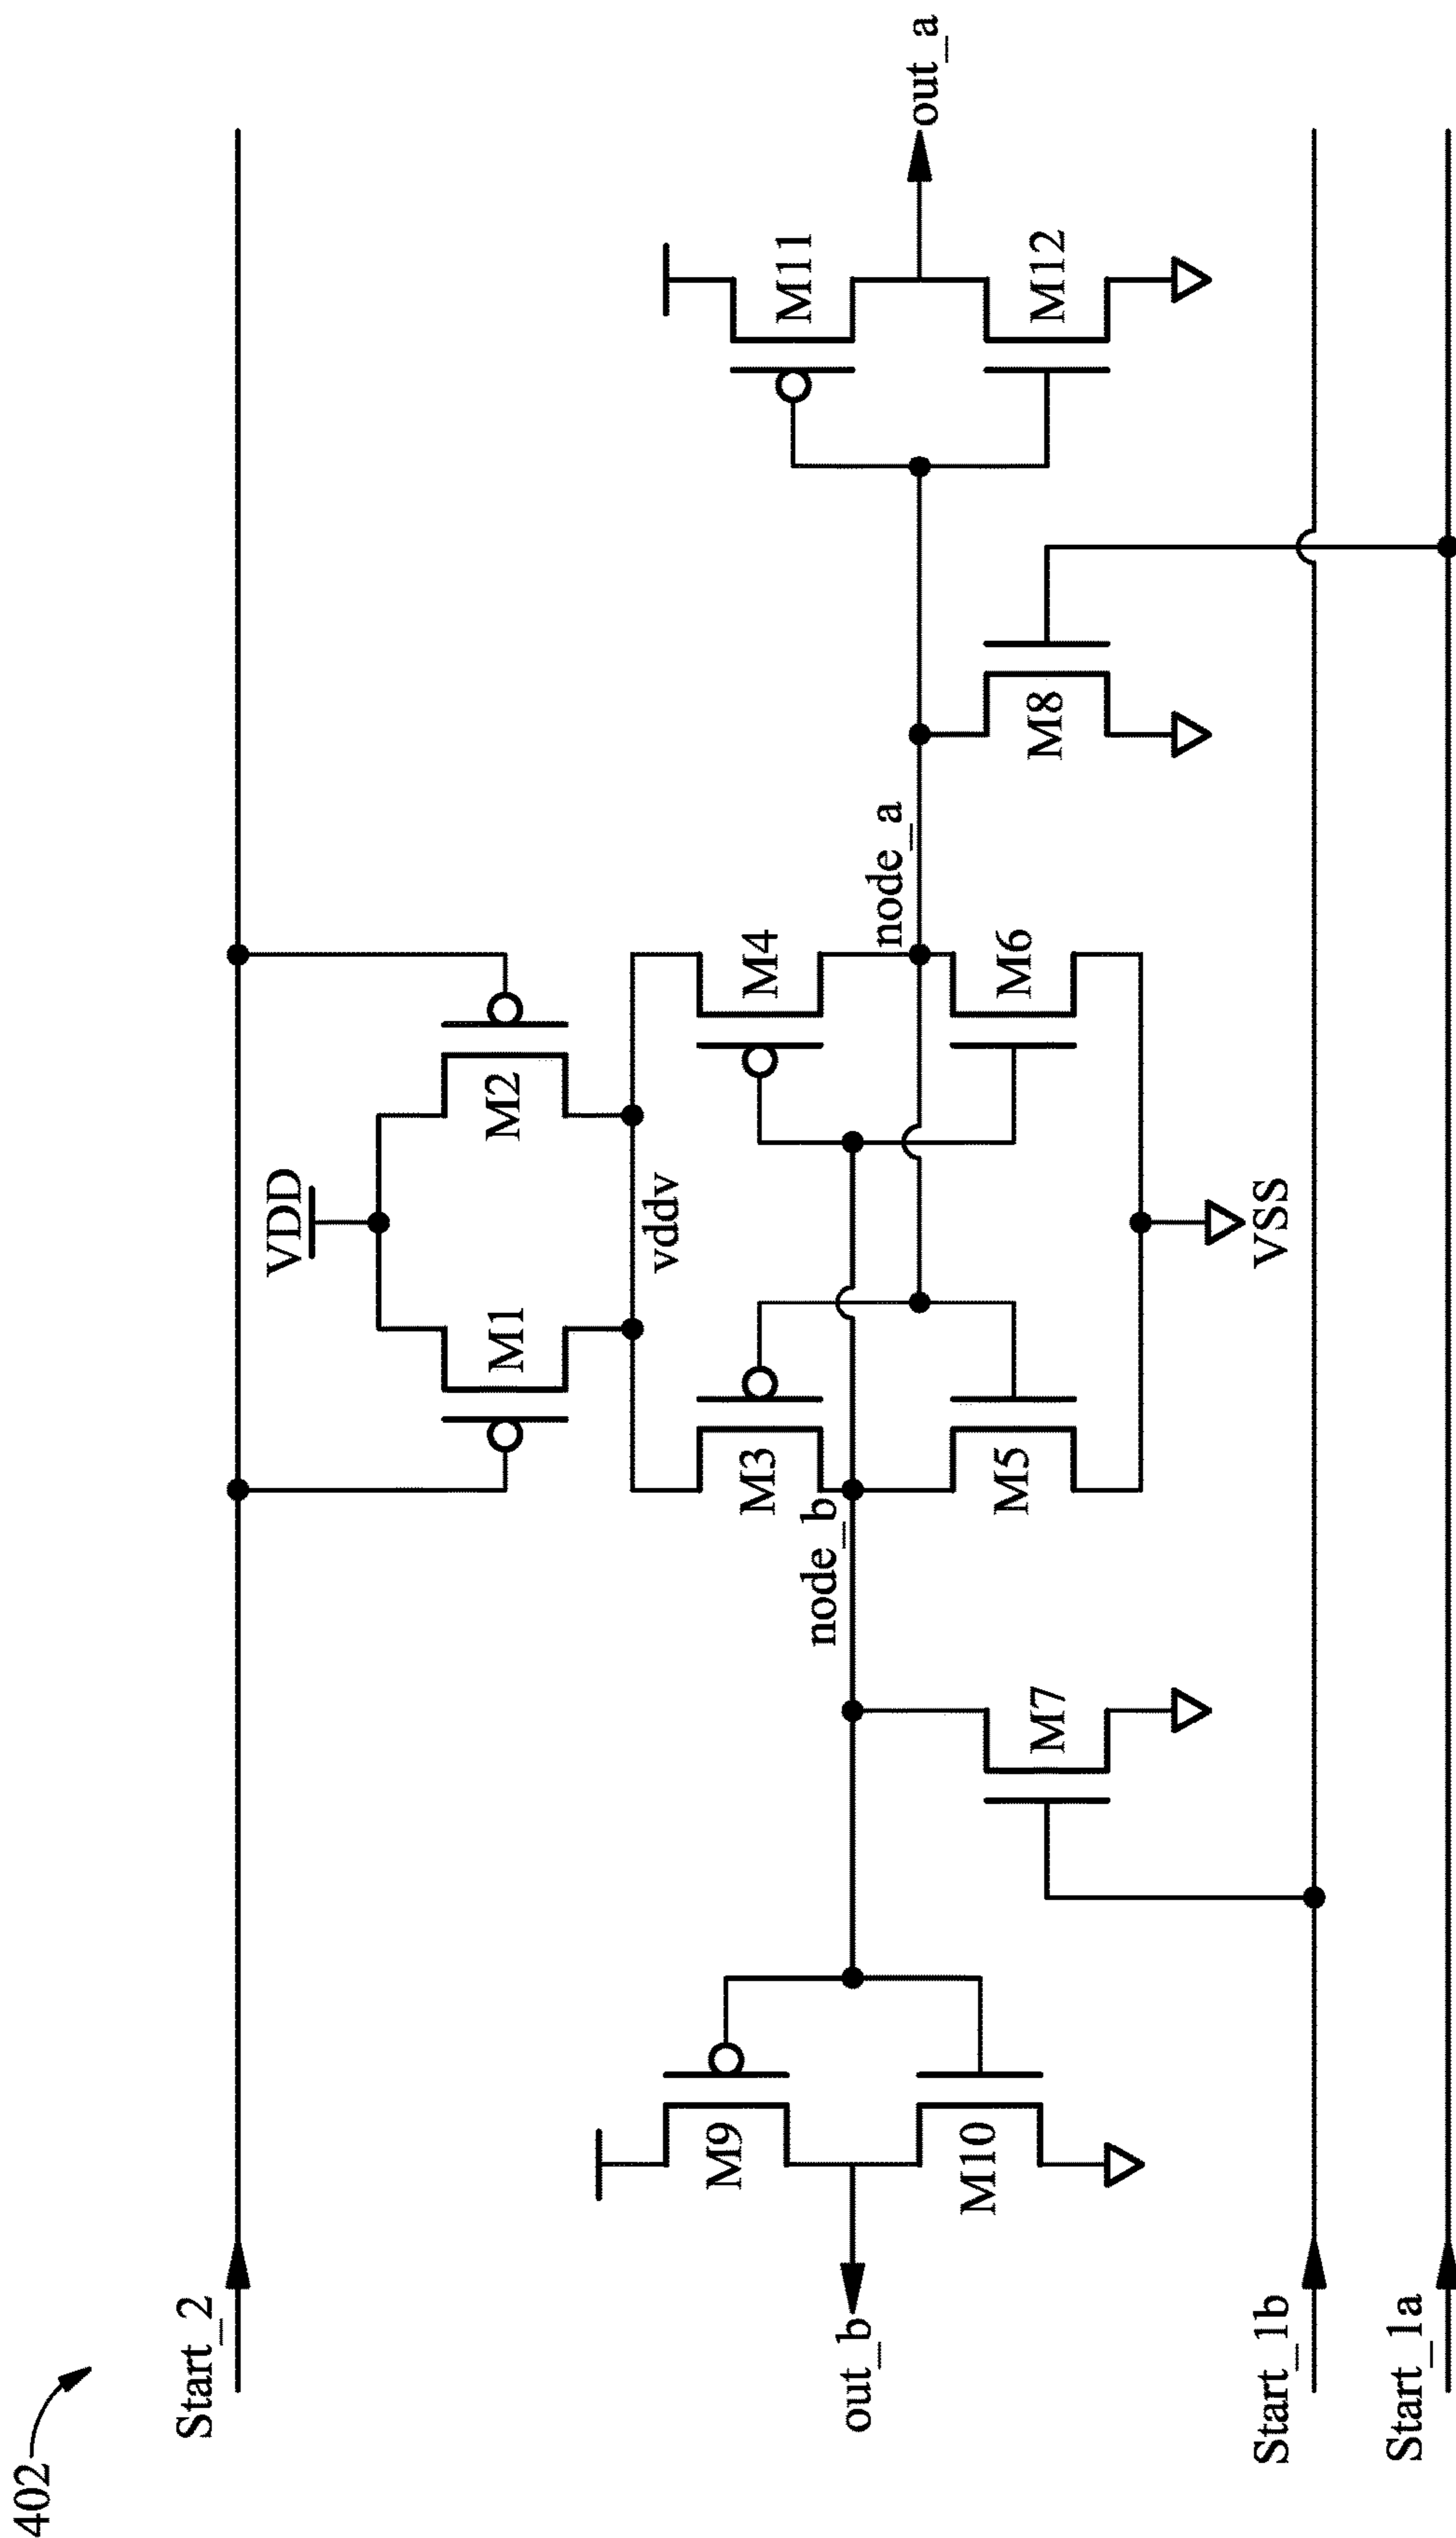 402
Start_2
VDD
M1
M2
vddv
M3
M4
M9
M11
node_b
node_a
out_b
out_a
M10
M5
M6
M7
M8
M12
VSS
Start_1b
Start_1a